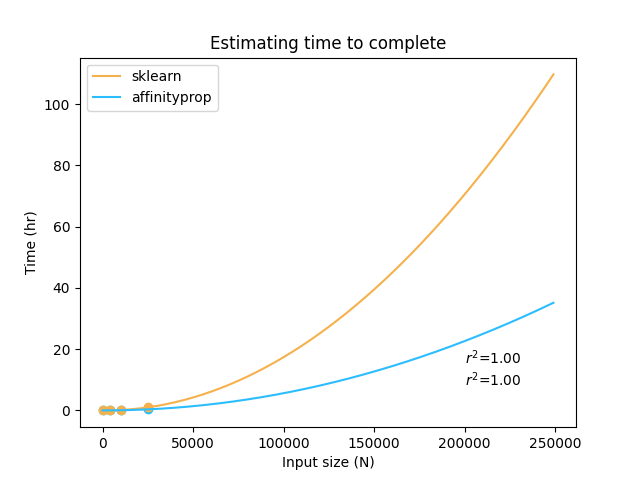 Estimating time to complete
sklearn
affinityprop
100
80
60
40
20
0
Time (hr)
r²=1.00
r²=1.00
0 50000 100000 150000 200000 250000
Input size (N)